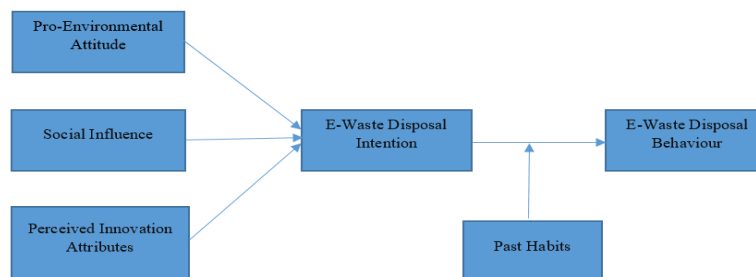 Pro-Environmental
Attitude
Social Influence
E-Waste Disposal
Intention
E-Waste Disposal
Behaviour
Perceived Innovation
Attributes
Past Habits